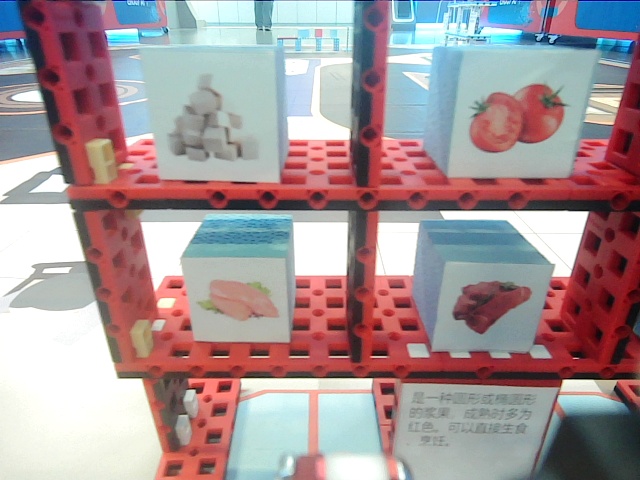 是一种圆形或椭圆形
的浆果，成熟时多为
红色。可以直接生食
、烹饪。